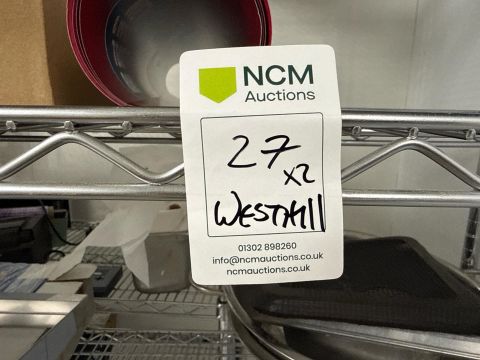 NCM
Auctions
27
x2
WESTHILL
01302 898260
info@ncmauctions.co.uk
ncmauctions.co.uk